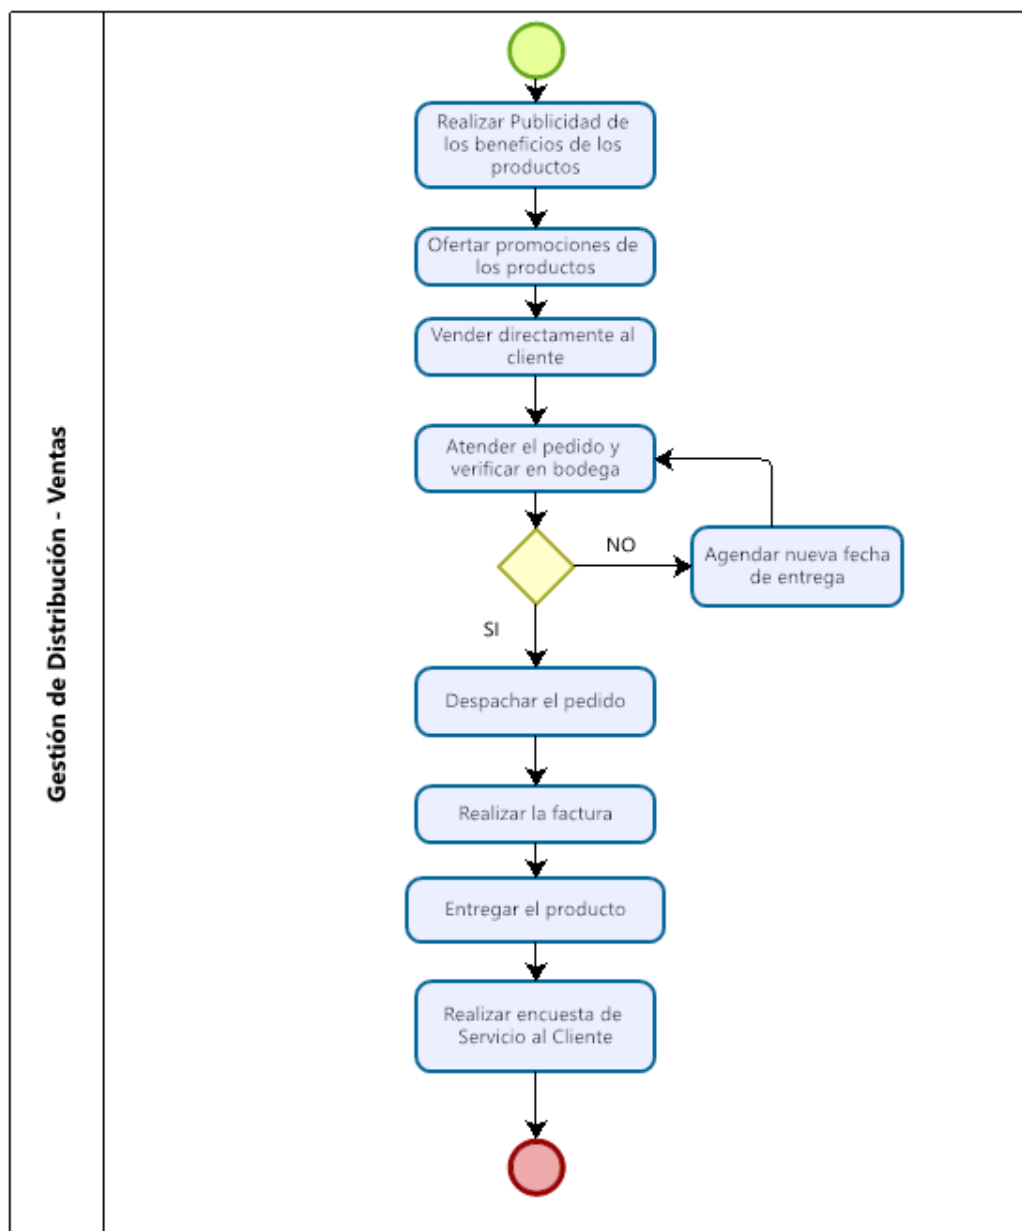 Gestión de Distribución - Ventas
Realizar Publicidad de
los beneficios de los
productos
Ofertar promociones de
los productos
Vender directamente al
cliente
Atender el pedido y
verificar en bodega
NO
Agendar nueva fecha
de entrega
SI
Despachar el pedido
Realizar la factura
Entregar el producto
Realizar encuesta de
Servicio al Cliente